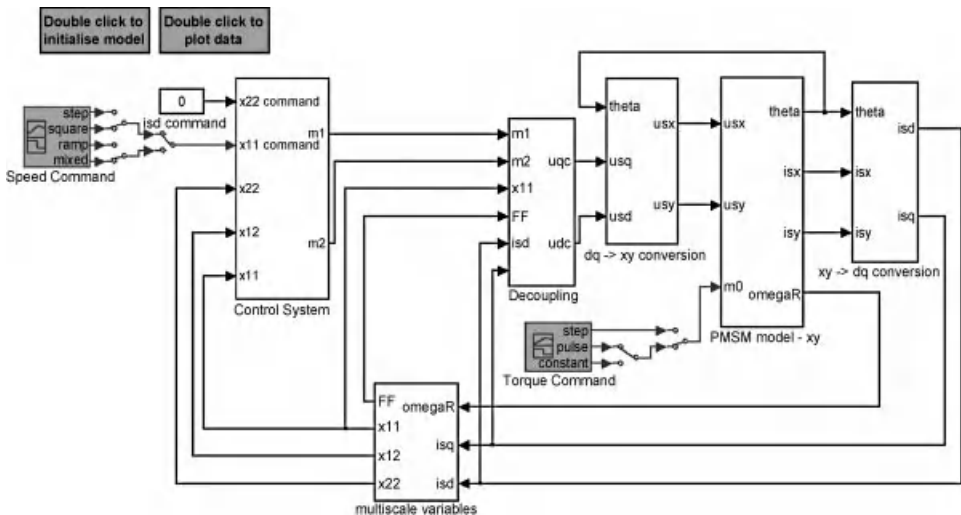 Double click to
initialise model
Double click to
plot data
step
square
ramp
mixed
Speed Command
0
isd command
x22 command
x11 command
x22
x12
x11
m1
m2
Control System
m1
m2
x11
FF
isd
uqc
udc
Decoupling
theta
usq
usd
usx
usy
dq -> xy conversion
usx
usy
m0
theta
isx
isy
omegaR
PMSM model - xy
theta
isx
isy
isd
isq
xy -> dq conversion
step
pulse
constant
Torque Command
FF
x11
x12
x22
omegaR
isq
isd
multiscale variables